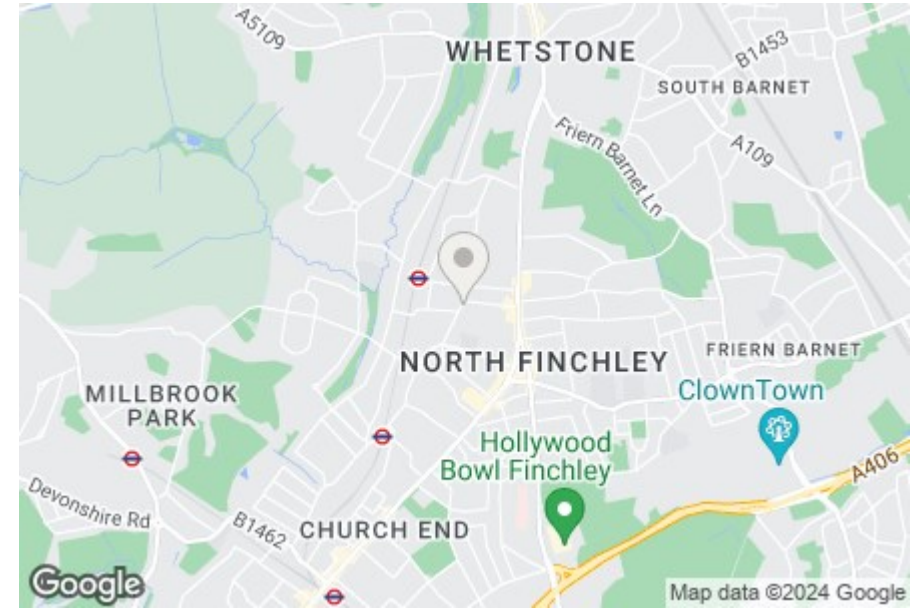 A5109
WHETSTONE
B1453
SOUTH BARNET
Friern Barnet Ln
A109
NORTH FINCHLEY
FRIERN BARNET
MILLBROOK
PARK
ClownTown
Hollywood
Bowl Finchley
A406
Devonshire Rd
B1462
CHURCH END
Google
Map data ©2024 Google